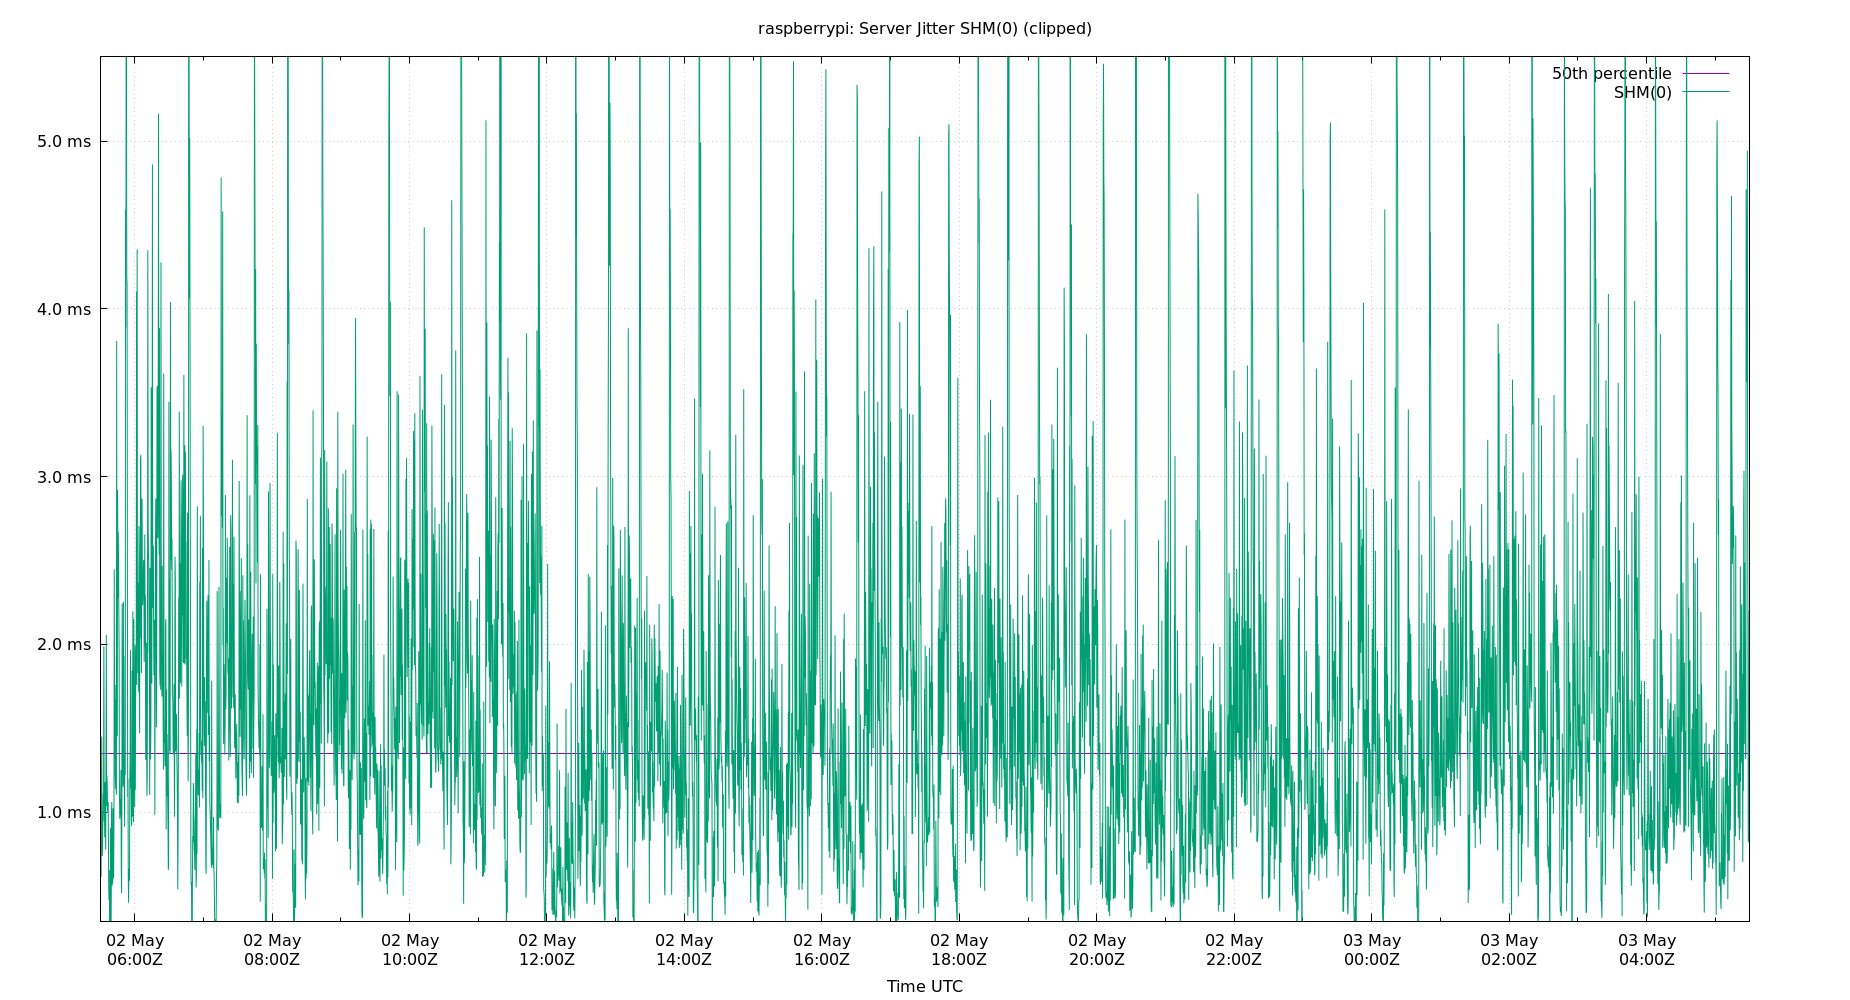 raspberrypi: Server Jitter SHM(0) (clipped)
50th percentile
SHM(0)
5.0 ms
4.0 ms
3.0 ms
2.0 ms
1.0 ms
02 May 02 May 02 May 02 May 02 May 02 May 02 May 02 May 02 May 03 May 03 May 03 May
06:00Z 08:00Z 10:00Z 12:00Z 14:00Z 16:00Z 18:00Z 20:00Z 22:00Z 00:00Z 02:00Z 04:00Z
Time UTC